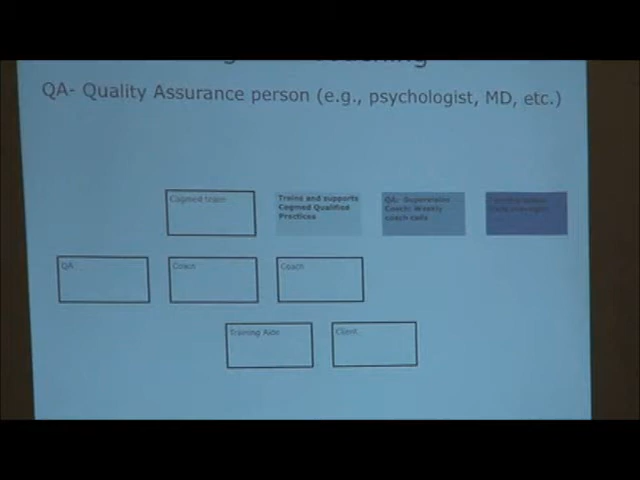 QA- Quality Assurance person (e.g., psychologist, MD, etc.)
Cogmed team
Trains and supports
Cogmed Qualified
Practices
QA: Supervises
Coach: Weekly
coach calls
QA
Coach
Coach
Training Aide
Client